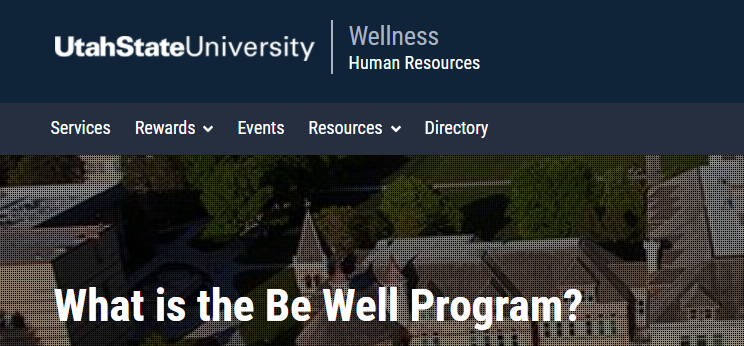 UtahStateUniversity
Wellness
Human Resources
Services Rewards Events Resources Directory
What is the Be Well Program?